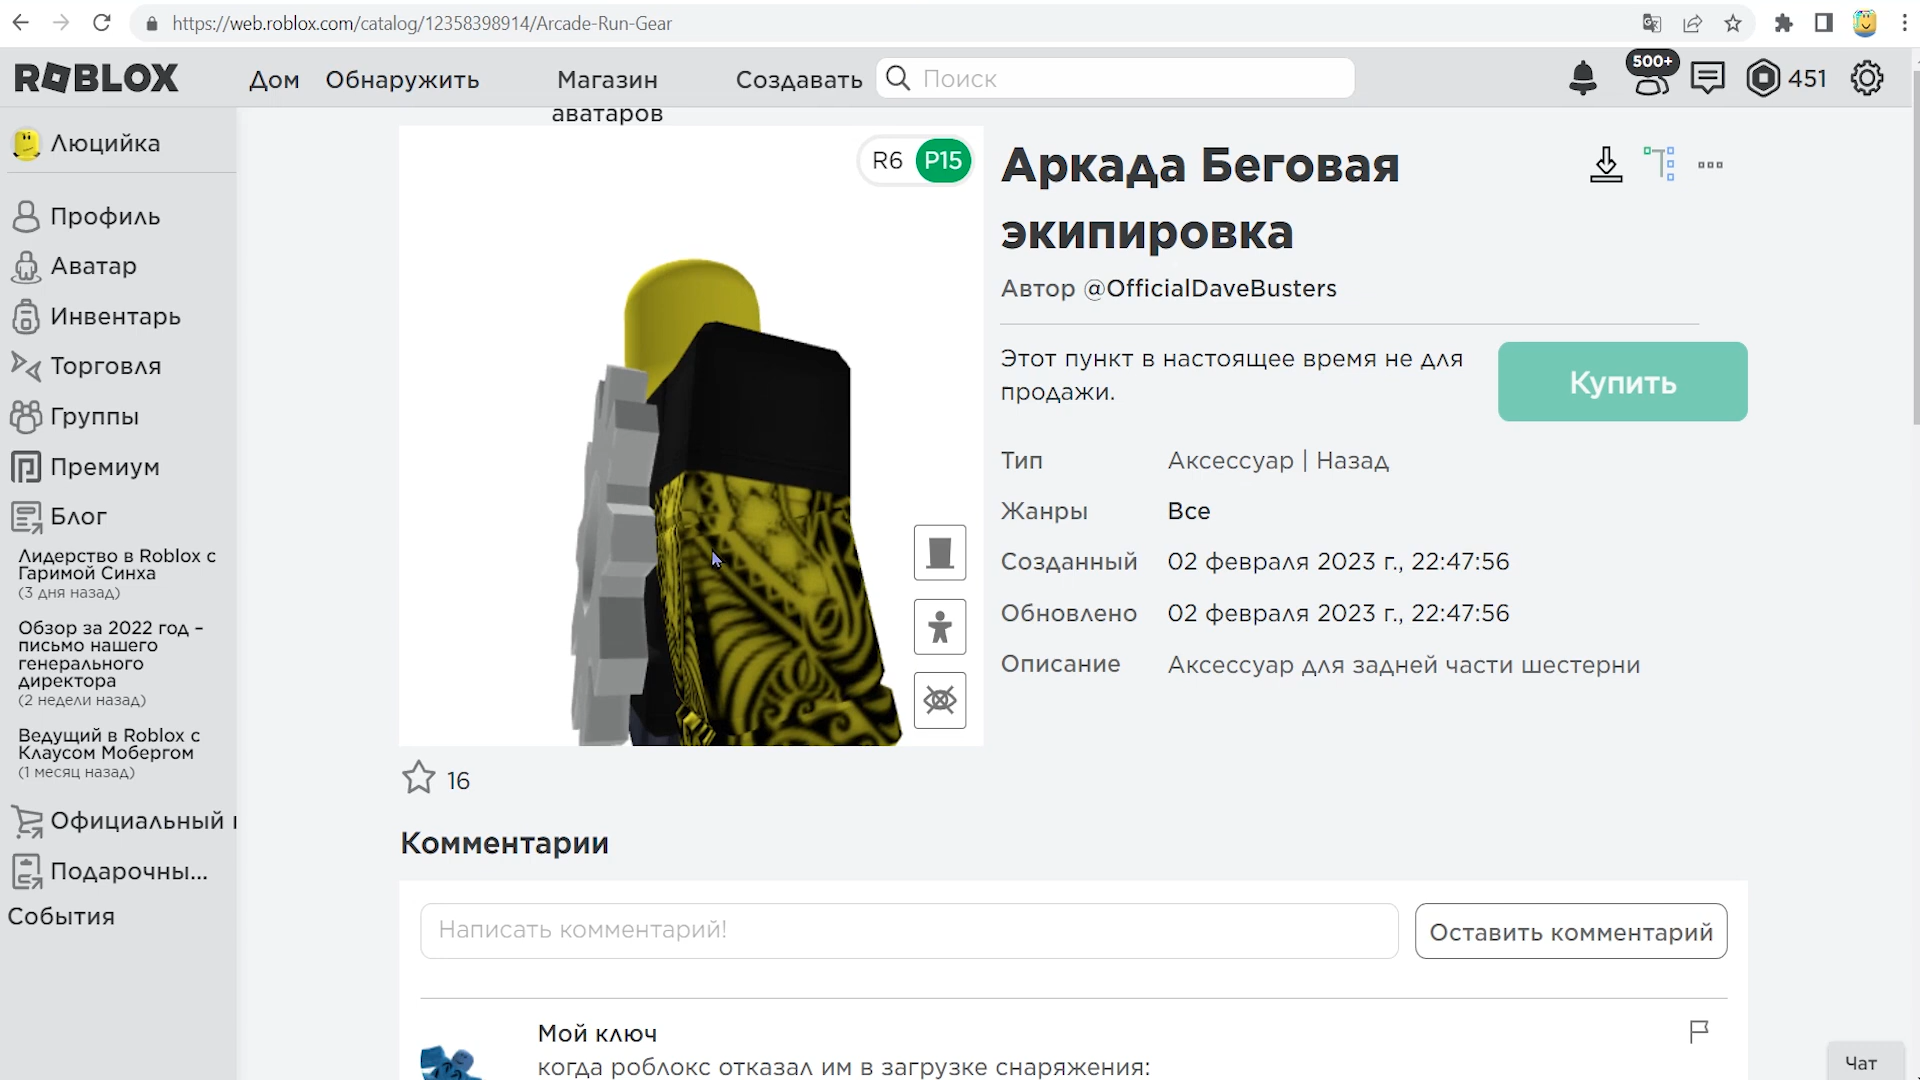 https://web.roblox.com/catalog/12358398914/Arcade-Run-Gear
ROBLOX
Дом
Обнаружить
Магазин
аватаров
Создавать
Поиск
500+
451
Люцийка
Профиль
Аватар
Инвентарь
Торговля
Группы
Премиум
Блог
Лидерство в Roblox с
Гаримой Синха
(3 дня назад)
Обзор за 2022 год –
письмо нашего
генерального
директора
(2 недели назад)
Ведущий в Roblox с
Клаусом Мобергом
(1 месяц назад)
Официальный
Подарочны...
События
R6 P15
Аркада Беговая
экипировка
Автор @OfficialDaveBusters
Этот пункт в настоящее время не для
продажи.
Купить
Тип Аксессуар | Назад
Жанры Все
Созданный 02 февраля 2023 г., 22:47:56
Обновлено 02 февраля 2023 г., 22:47:56
Описание Аксессуар для задней части шестерни
16
Комментарии
Написать комментарий!
Оставить комментарий
Мой ключ
когда роблокс отказал им в загрузке снаряжения:
Чат